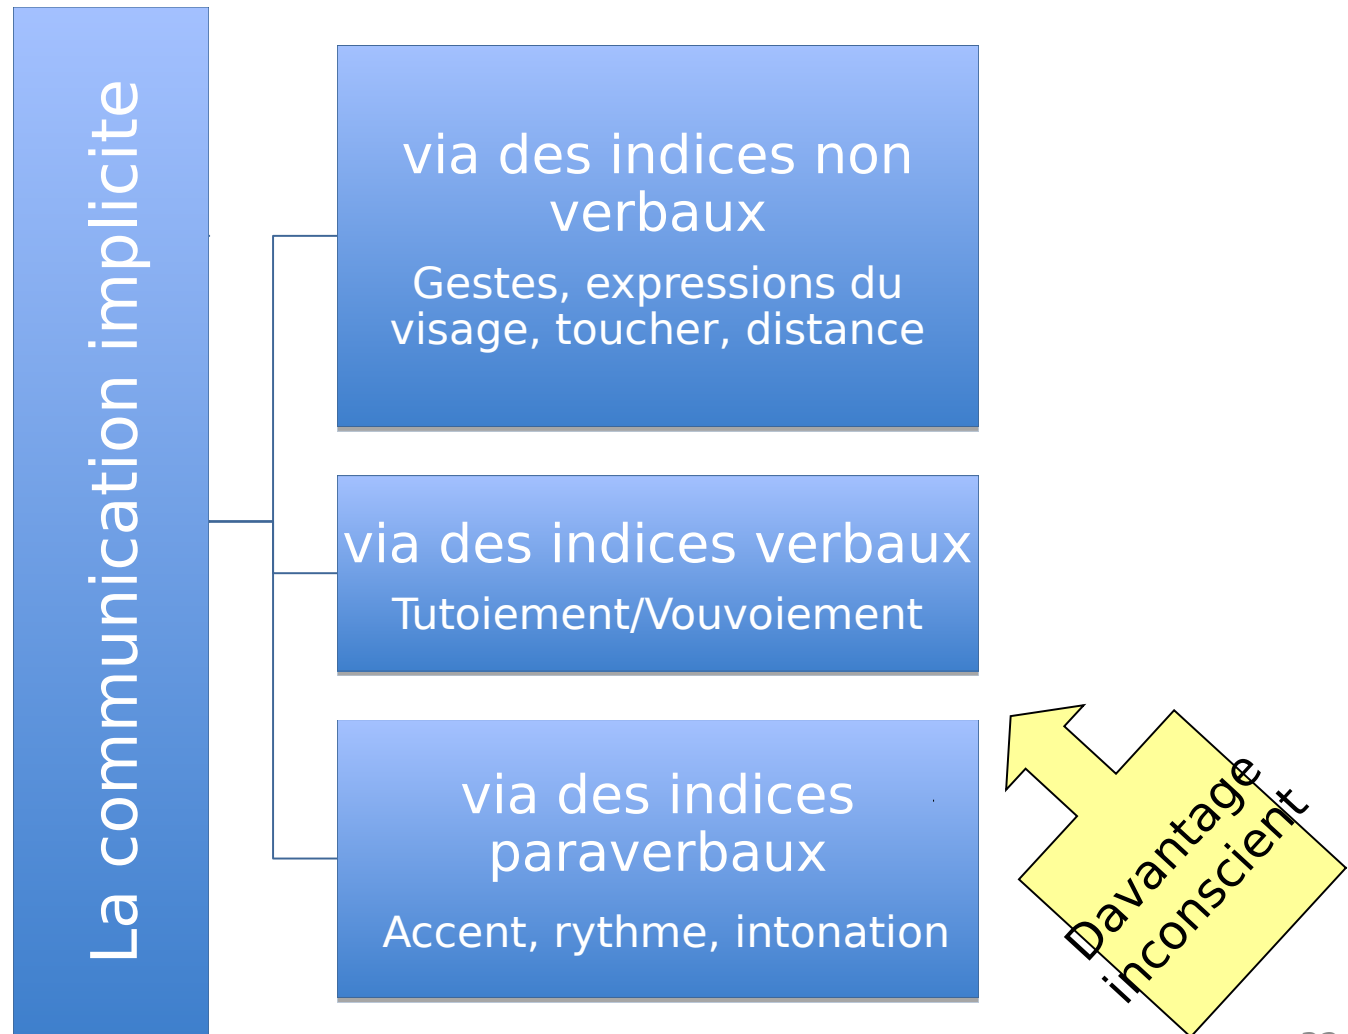 La communication implicite
via des indices non
verbaux
Gestes, expressions du
visage, toucher, distance
via des indices verbaux
Tutoiement/Vouvoiement
via des indices
paraverbaux
Accent, rythme, intonation
Davantage
inconscient